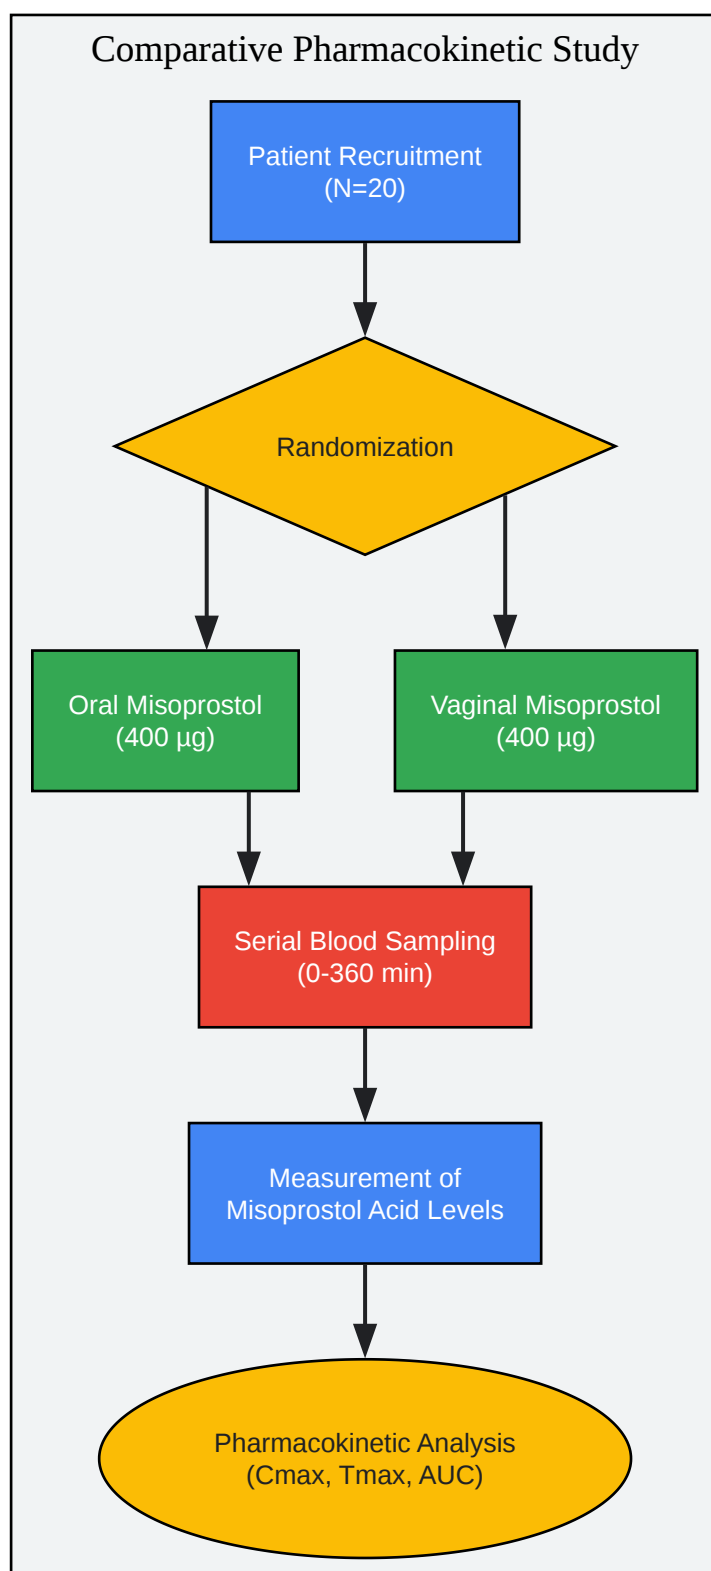 Comparative Pharmacokinetic Study
Patient Recruitment
(N=20)
Randomization
Oral Misoprostol
(400 µg)
Vaginal Misoprostol
(400 µg)
Serial Blood Sampling
(0-360 min)
Measurement of
Misoprostol Acid Levels
Pharmacokinetic Analysis
(Cmax, Tmax, AUC)